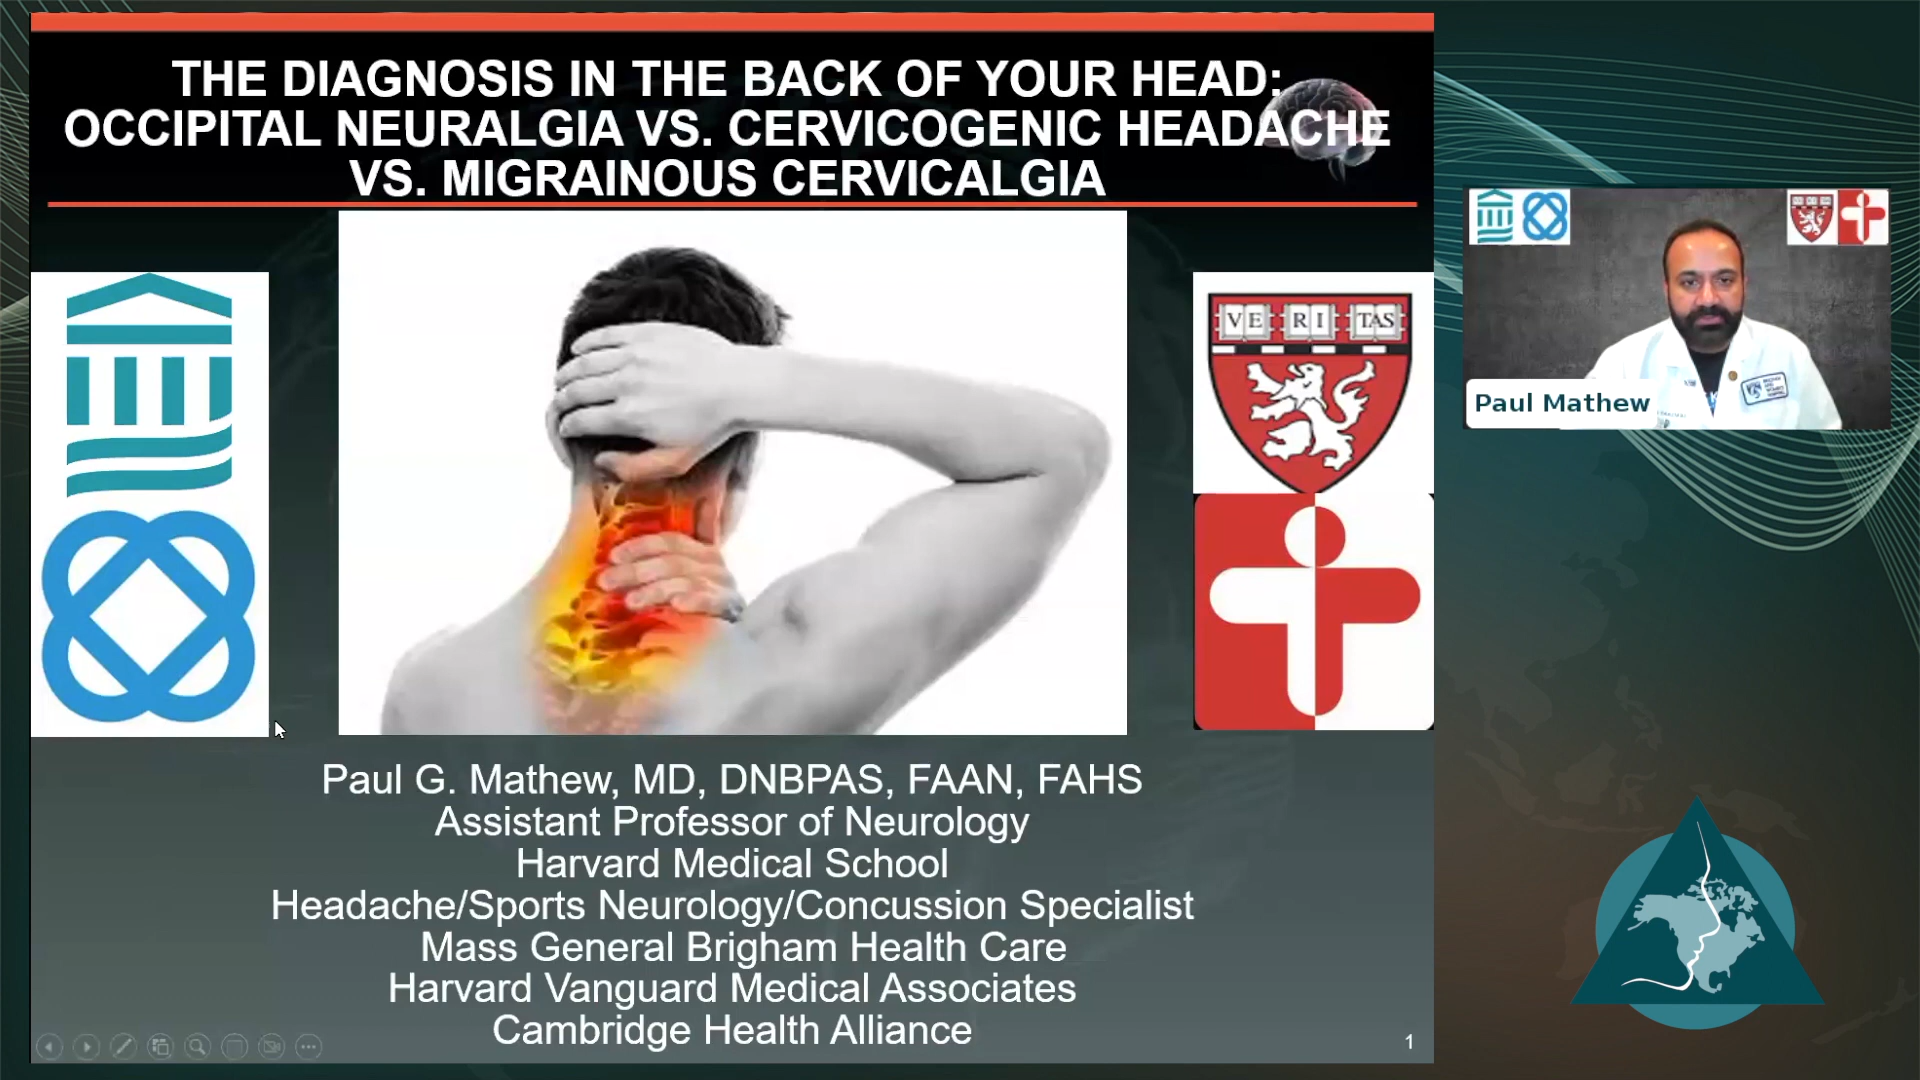 THE DIAGNOSIS IN THE BACK OF YOUR HEAD:
OCCIPITAL NEURALGIA VS. CERVICOGENIC HEADACHE
VS. MIGRAINOUS CERVICALGIA
VE RI TAS
Paul Mathew
Paul G. Mathew, MD, DNBPAS, FAAN, FAHS
Assistant Professor of Neurology
Harvard Medical School
Headache/Sports Neurology/Concussion Specialist
Mass General Brigham Health Care
Harvard Vanguard Medical Associates
Cambridge Health Alliance
1